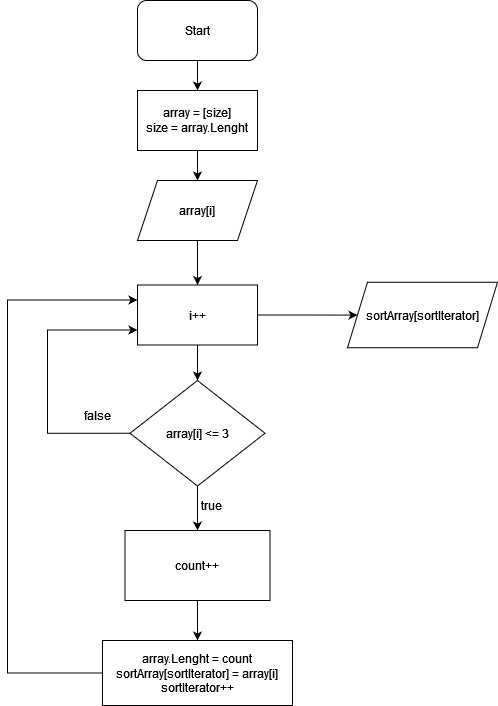 Start
array = [size]
size = array.Lenght
array[i]
i++
sortArray[sortIterator]
array[i] <= 3
false
true
count++
array.Lenght = count
sortArray[sortIterator] = array[i]
sortIterator++